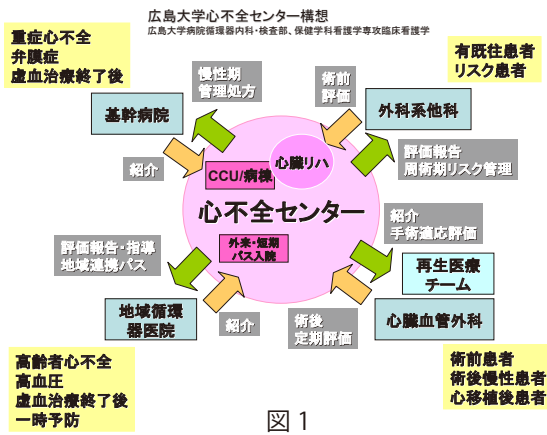 広島大学心不全センター構想
広島大学病院循環器内科・検査部、保健学科看護学専攻臨床看護学
重症心不全
弁膜症
虚血治療終了後
有既往患者
リスク患者
慢性期
管理処方
術前
評価
基幹病院
外科系他科
紹介
心臓リハ
CCU/病棟
評価報告
周術期リスク管理
心不全センター
紹介
手術適応評価
評価報告・指導
地域連携パス
外来・短期
パス入院
再生医療
チーム
地域循環
器医院
紹介
術後
定期評価
心臓血管外科
高齢者心不全
高血圧
虚血治療終了後
一時予防
術前患者
術後慢性患者
心移植後患者
図1